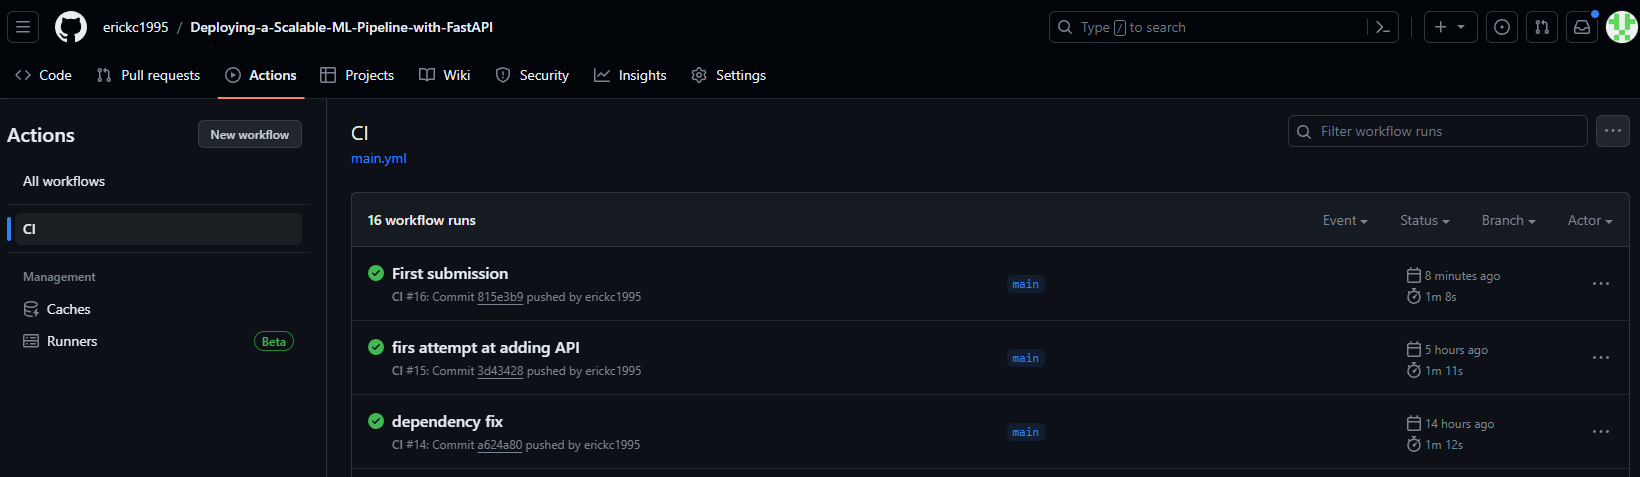 erickc1995 / Deploying-a-Scalable-ML-Pipeline-with-FastAPI
Type / to search
Code Pull requests Actions Projects Wiki Security Insights Settings
Actions
New workflow
All workflows
CI
Management
Caches
Runners Beta
CI
main.yml
Filter workflow runs
16 workflow runs
Event Status Branch Actor
First submission
CI #16: Commit 815e3b9 pushed by erickc1995
main
8 minutes ago
1m 8s
firs attempt at adding API
CI #15: Commit 3d43428 pushed by erickc1995
main
5 hours ago
1m 11s
dependency fix
CI #14: Commit a624a80 pushed by erickc1995
main
14 hours ago
1m 12s